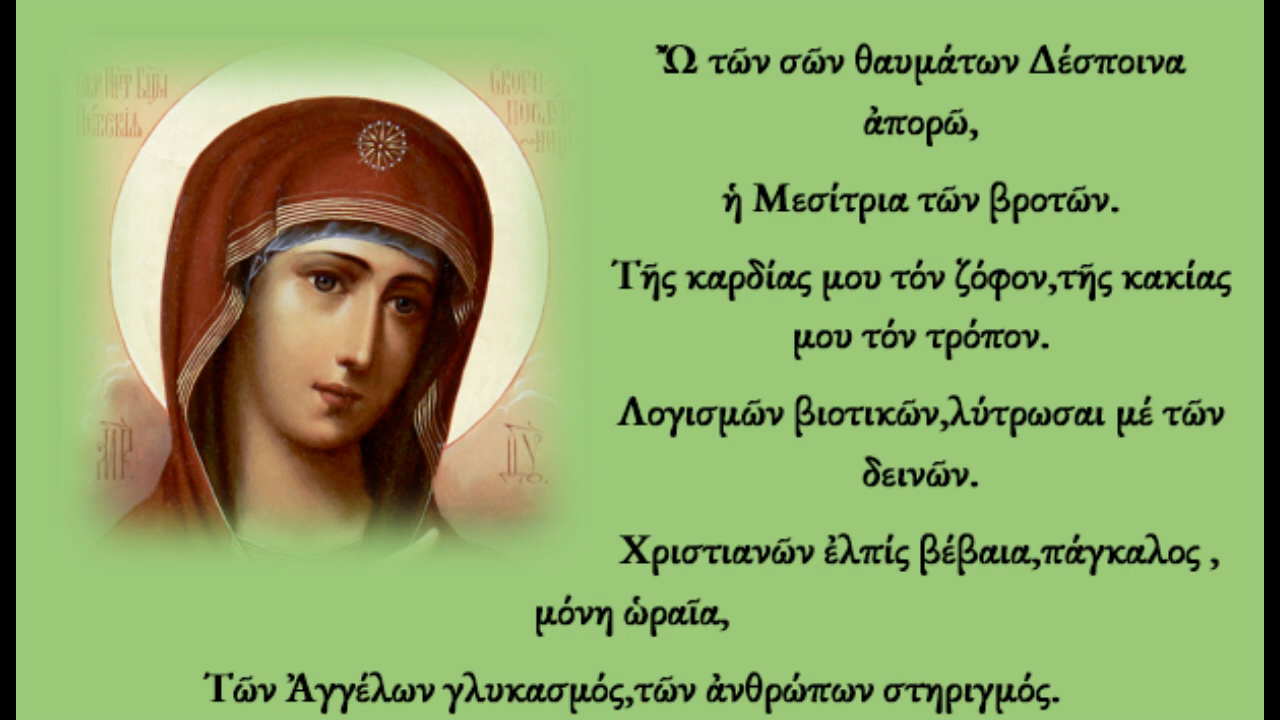 Ὢ τῶν σῶν θαυμάτων Δέσποινα
ἀπορῶ,
ἡ Μεσίτρια τῶν βροτῶν.
Τῆς καρδίας μου τόν ζόφον,τῆς κακίας
μου τόν τρόπον.
Λογισμῶν βιοτικῶν,λύτρωσαι μέ τῶν
δεινῶν.
Χριστιανῶν ἐλπίς βέβαια,πάγκαλος ,
μόνη ὡραῖα,
Τῶν Ἀγγέλων γλυκασμός,τῶν ἀνθρώπων στηριγμός.